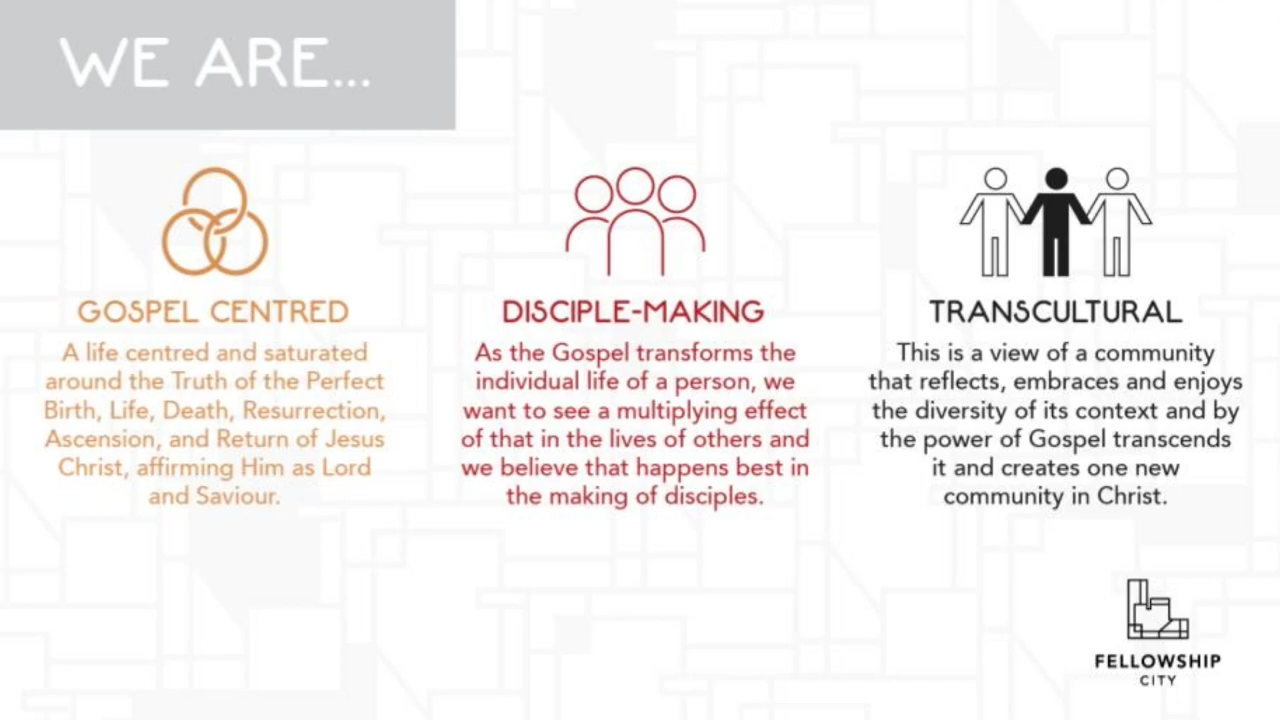 WE ARE...
GOSPEL CENTRED
A life centred and saturated
around the Truth of the Perfect
Birth, Life, Death, Resurrection,
Ascension, and Return of Jesus
Christ, affirming Him as Lord
and Saviour.
DISCIPLE-MAKING
As the Gospel transforms the
individual life of a person, we
want to see a multiplying effect
of that in the lives of others and
we believe that happens best in
the making of disciples.
TRANSCULTURAL
This is a view of a community
that reflects, embraces and enjoys
the diversity of its context and by
the power of Gospel transcends
it and creates one new
community in Christ.
FELLOWSHIP
CITY